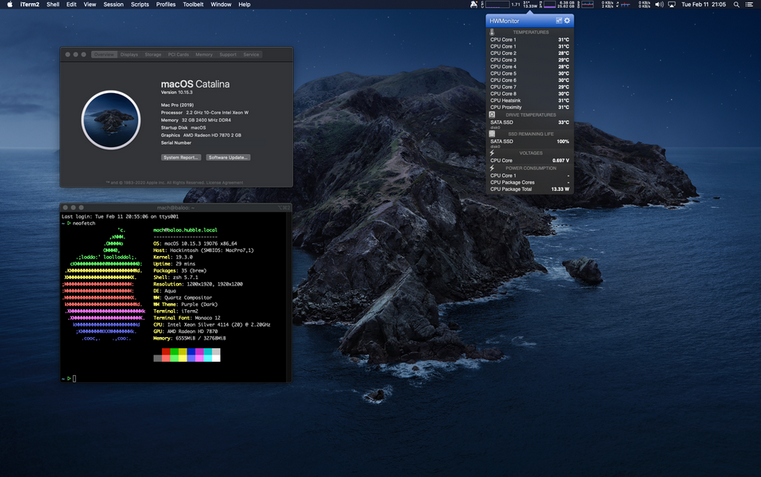 iTerm2 Shell Edit View Session Scripts Profiles Toolbelt Window Help
Tue Feb 11 21:05
HWMonitor
TEMPERATURES
CPU Core 1 31°C
CPU Core 1 31°C
CPU Core 2 28°C
CPU Core 3 29°C
CPU Core 4 28°C
CPU Core 5 30°C
CPU Core 6 30°C
CPU Core 7 29°C
CPU Core 8 30°C
CPU Heatsink 31°C
CPU Proximity 31°C
DRIVE TEMPERATURES
SATA SSD 33°C
SSD REMAINING LIFE
SATA SSD 100%
VOLTAGES
CPU Core 0.697 V
POWER CONSUMPTION
CPU Core 1 -
CPU Package Cores -
CPU Package Total 13.33 W
Overview Displays Storage PCI Cards Memory Support Service
macOS Catalina
Version 10.15.3
Mac Pro (2019)
Processor 2.2 GHz 10-Core Intel Xeon W
Memory 32 GB 2400 MHz DDR4
Startup Disk macOS
Graphics AMD Radeon HD 7870 2 GB
Serial Number
System Report... Software Update...
™ and © 1983-2020 Apple Inc. All Rights Reserved. License Agreement
Last login: Tue Feb 11 20:55:06 on ttys001
neofetch
mach@baloo.hubble.local
-----------------------
OS: macOS 10.15.3 19D76 x86_64
Host: Hackintosh (SMBIOS: MacPro7,1)
Kernel: 19.3.0
Uptime: 29 mins
Packages: 35 (brew)
Shell: zsh 5.7.1
Resolution: 1200x1920, 1920x1200
DE: Aqua
WM: Quartz Compositor
WM Theme: Purple (Dark)
Terminal: iTerm2
Terminal Font: Monaco 12
CPU: Intel Xeon Silver 4114 (20) @ 2.20GHz
GPU: AMD Radeon HD 7870
Memory: 6555MiB / 32768MiB